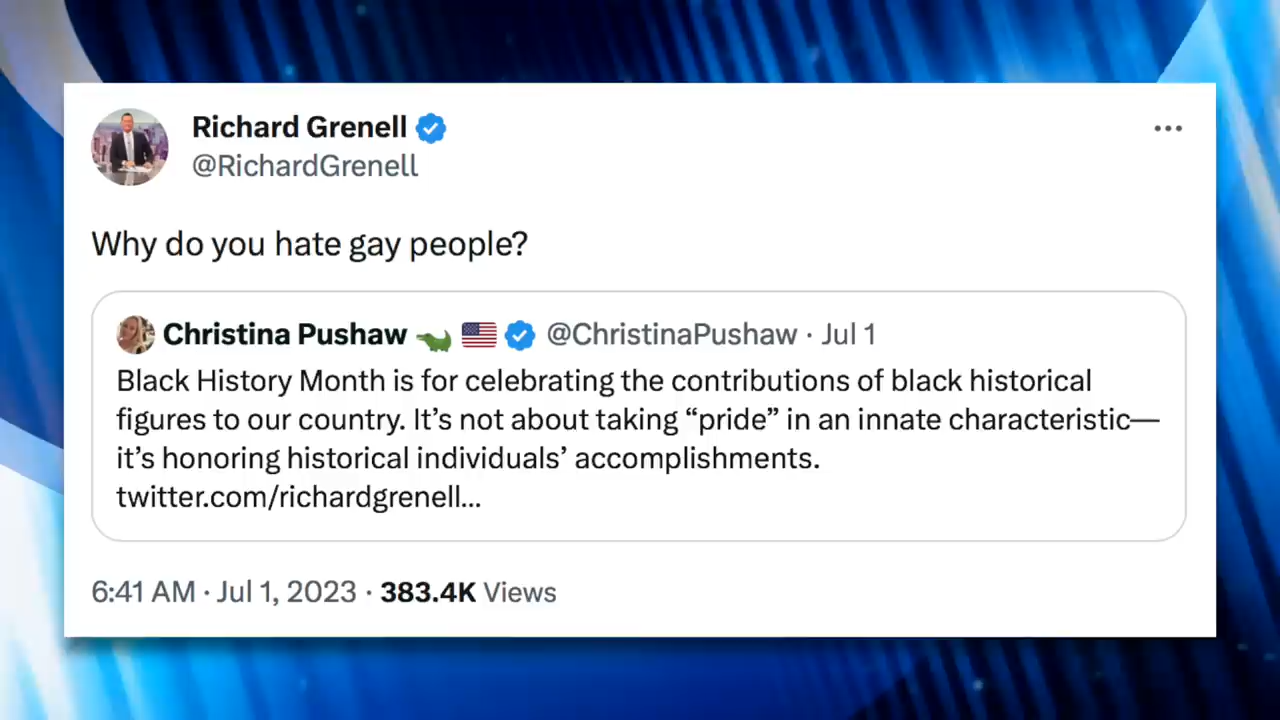 Richard Grenell
@RichardGrenell
Why do you hate gay people?
Christina Pushaw 🐊 🇺🇸 @ChristinaPushaw · Jul 1
Black History Month is for celebrating the contributions of black historical
figures to our country. It’s not about taking “pride” in an innate characteristic—
it’s honoring historical individuals’ accomplishments.
twitter.com/richardgrenell...
6:41 AM · Jul 1, 2023 · 383.4K Views